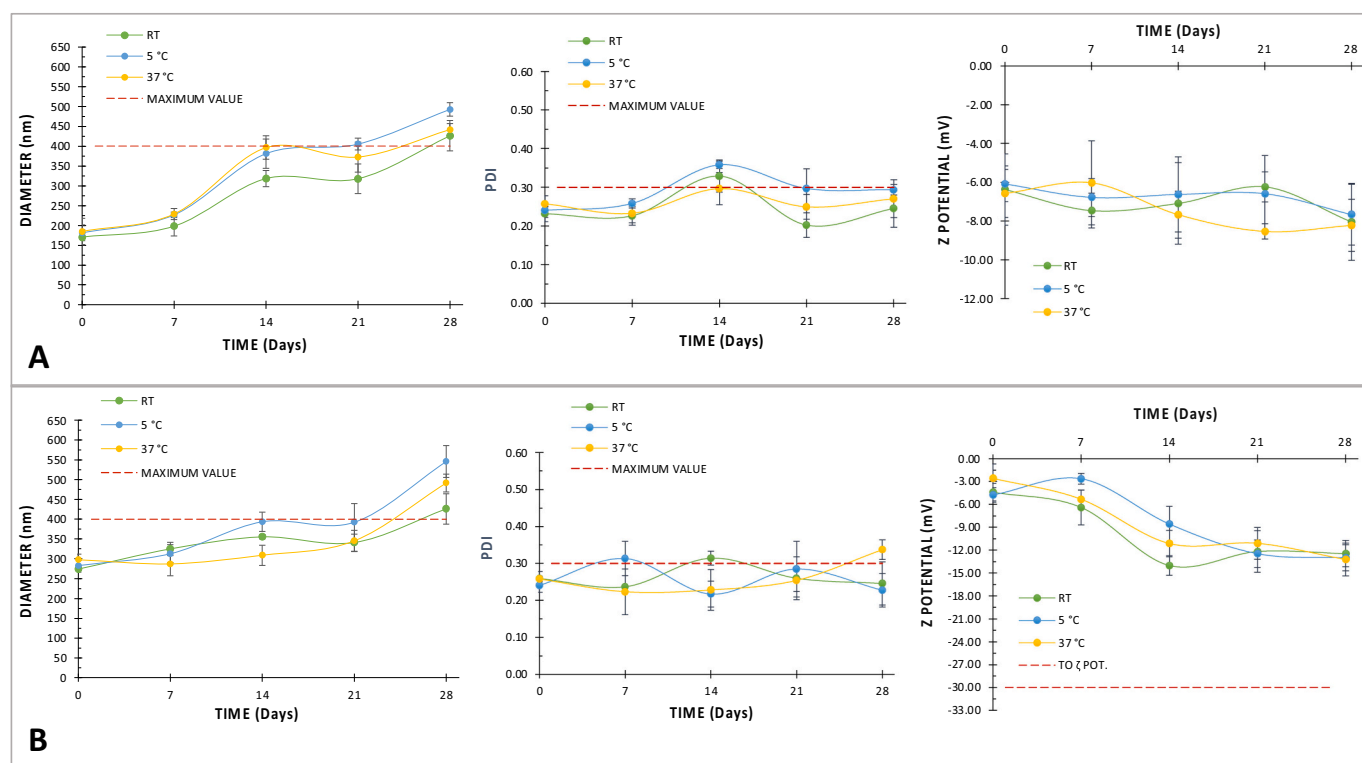 RT
5 °C
37 °C
MAXIMUM VALUE
650
600
550
500
450
400
350
300
250
200
150
100
50
0
DIAMETER (nm)
0 7 14 21 28
TIME (Days)
A
RT
5 °C
37 °C
MAXIMUM VALUE
0.60
0.50
0.40
0.30
0.20
0.10
0.00
PDI
0 7 14 21 28
TIME (Days)
TIME (Days)
0 7 14 21 28
0.00
-2.00
-4.00
-6.00
-8.00
-10.00
-12.00
Z POTENTIAL (mV)
RT
5 °C
37 °C
RT
5 °C
37 °C
MAXIMUM VALUE
650
600
550
500
450
400
350
300
250
200
150
100
50
0
DIAMETER (nm)
0 7 14 21 28
TIME (Days)
B
RT
5 °C
37 °C
MAXIMUM VALUE
0.60
0.50
0.40
0.30
0.20
0.10
0.00
PDI
0 7 14 21 28
TIME (Days)
TIME (Days)
0 7 14 21 28
0.00
-3.00
-6.00
-9.00
-12.00
-15.00
-18.00
-21.00
-24.00
-27.00
-30.00
-33.00
Z POTENTIAL (mV)
RT
5 °C
37 °C
TO ζ POT.